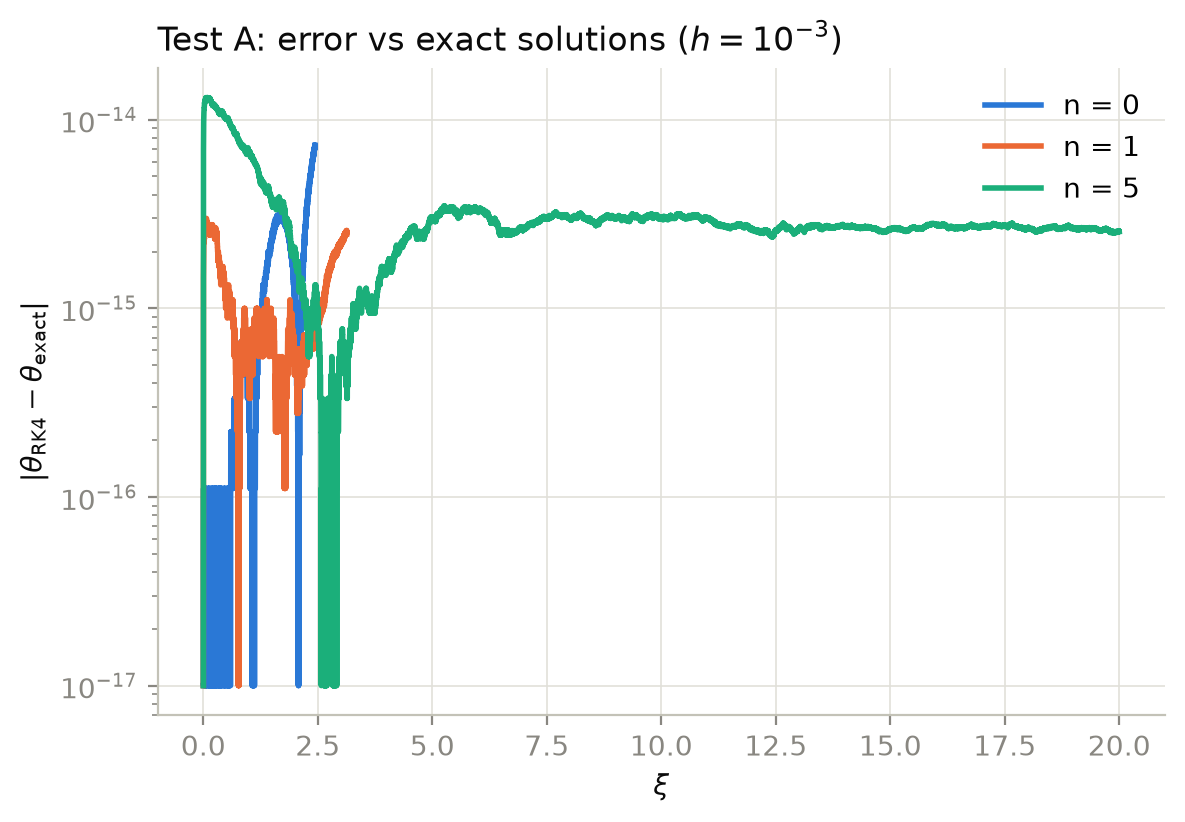 Test A: error vs exact solutions (h = 10⁻³)
n = 0
n = 1
n = 5
|θ_RK4 − θ_exact|
10⁻¹⁴
10⁻¹⁵
10⁻¹⁶
10⁻¹⁷
0.0 2.5 5.0 7.5 10.0 12.5 15.0 17.5 20.0
ξ